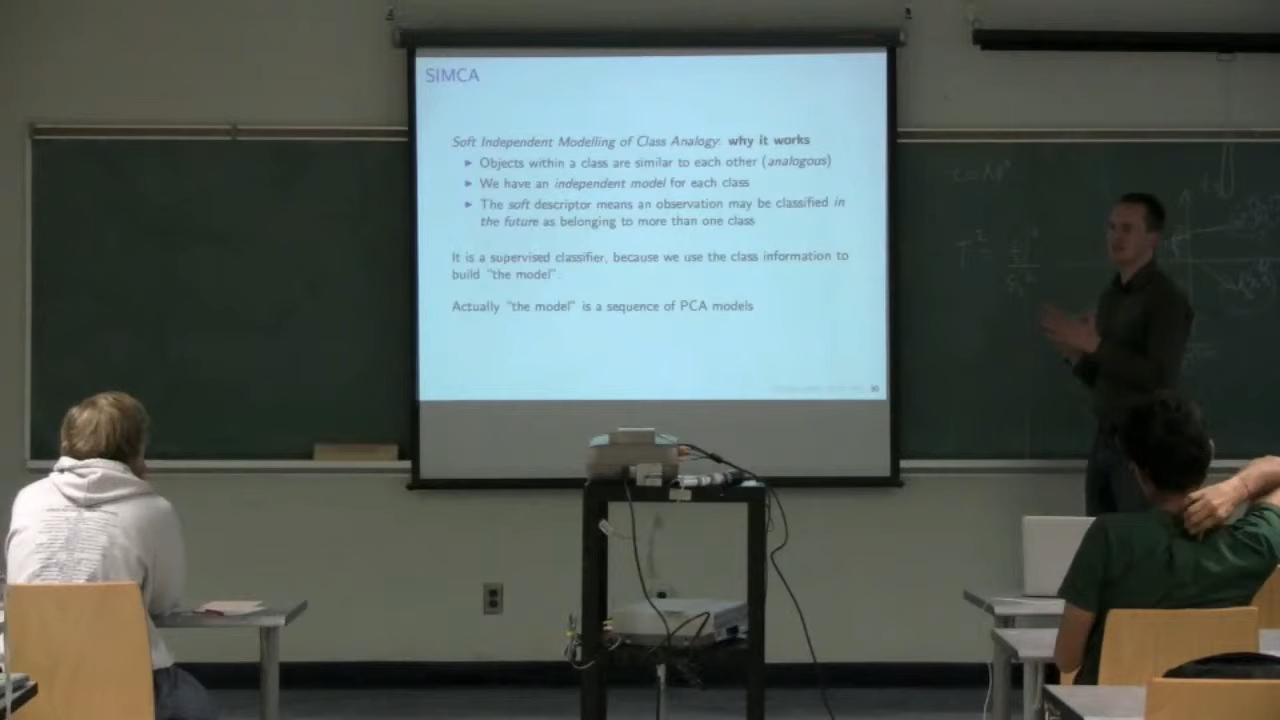 SIMCA
Soft Independent Modelling of Class Analogy: why it works
► Objects within a class are similar to each other (analogous)
► We have an independent model for each class
► The soft descriptor means an observation may be classified in
the future as belonging to more than one class
It is a supervised classifier, because we use the class information to
build "the model".
Actually "the model" is a sequence of PCA models